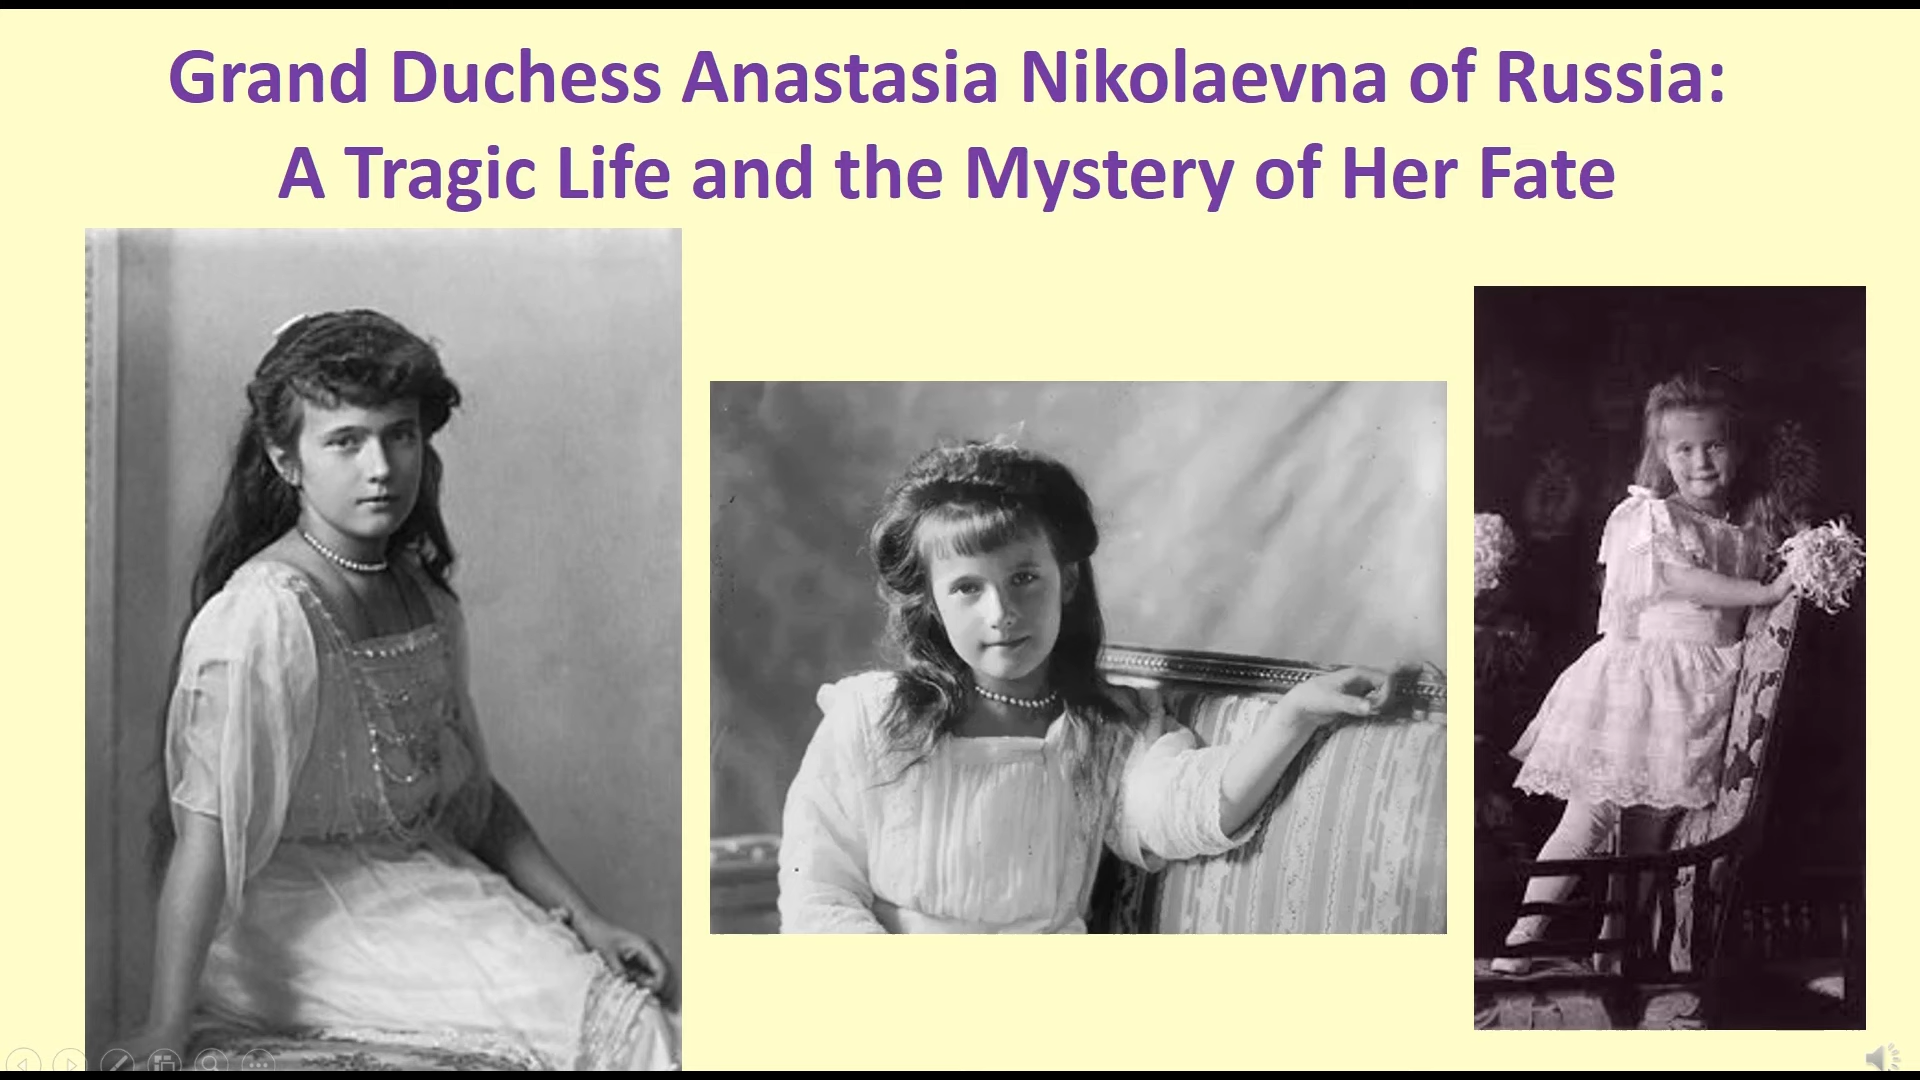 Grand Duchess Anastasia Nikolaevna of Russia:
A Tragic Life and the Mystery of Her Fate